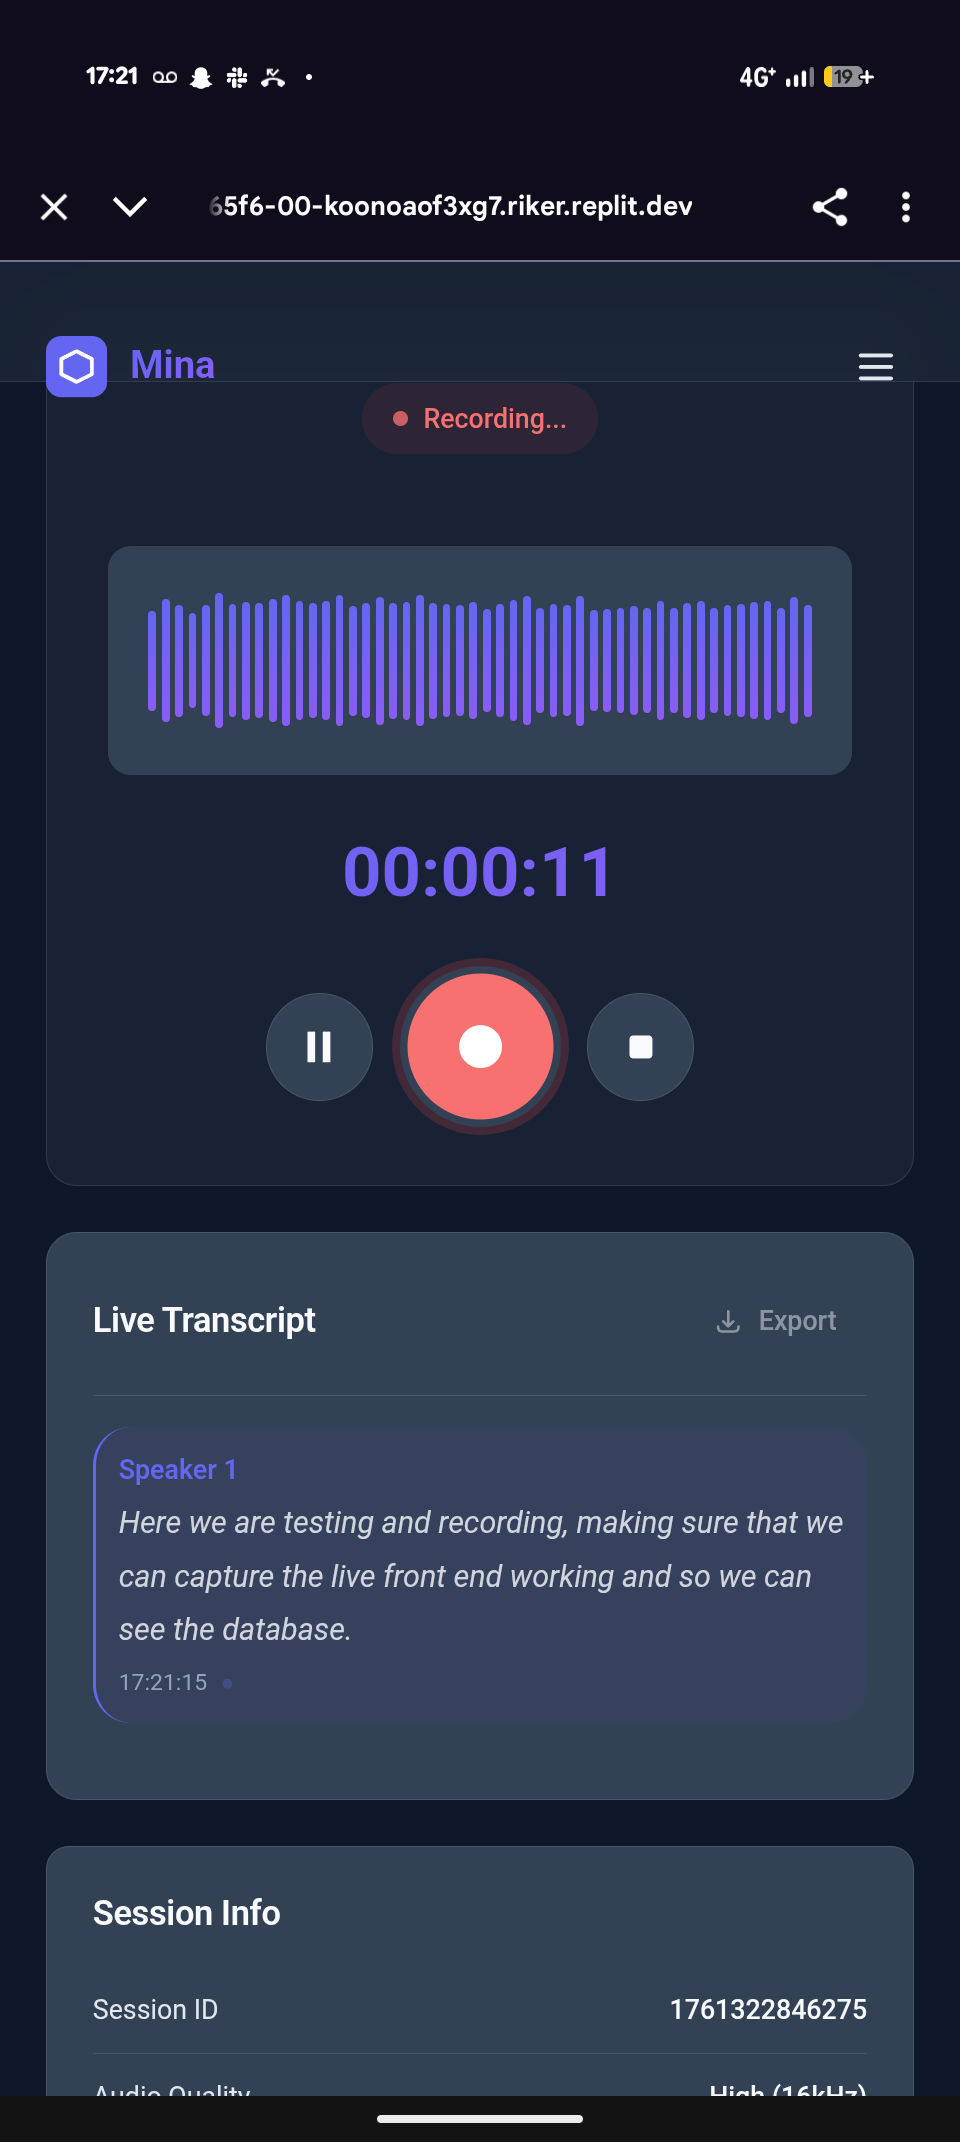 17:21
4G+
19
65f6-00-koonoaof3xg7.riker.replit.dev
Mina
Recording...
00:00:11
Live Transcript
Export
Speaker 1
Here we are testing and recording, making sure that we
can capture the live front end working and so we can
see the database.
17:21:15
Session Info
Session ID 1761322846275
Audio Quality High (16kHz)